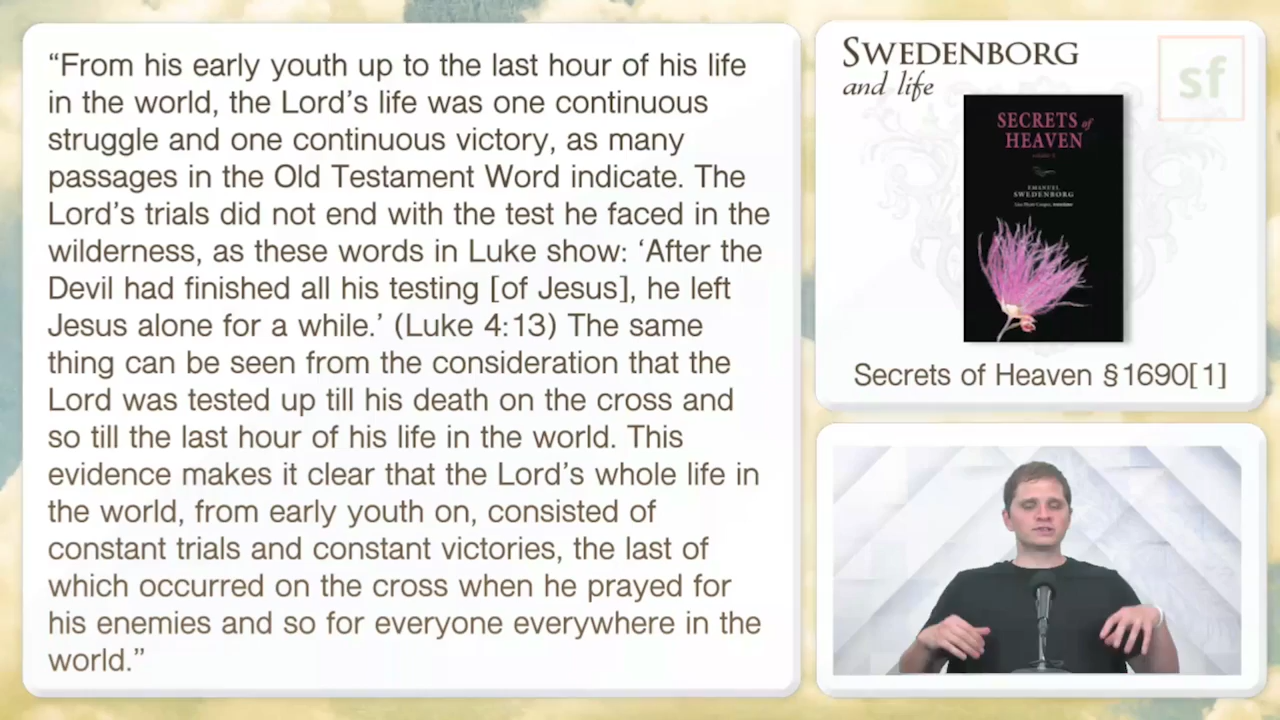 “From his early youth up to the last hour of his life
in the world, the Lord’s life was one continuous
struggle and one continuous victory, as many
passages in the Old Testament Word indicate. The
Lord’s trials did not end with the test he faced in the
wilderness, as these words in Luke show: ‘After the
Devil had finished all his testing [of Jesus], he left
Jesus alone for a while.’ (Luke 4:13) The same
thing can be seen from the consideration that the
Lord was tested up till his death on the cross and
so till the last hour of his life in the world. This
evidence makes it clear that the Lord’s whole life in
the world, from early youth on, consisted of
constant trials and constant victories, the last of
which occurred on the cross when he prayed for
his enemies and so for everyone everywhere in the
world.”
SWEDENBORG
and life
sf
SECRETS of
HEAVEN
EMANUEL
SWEDENBORG
Secrets of Heaven §1690[1]